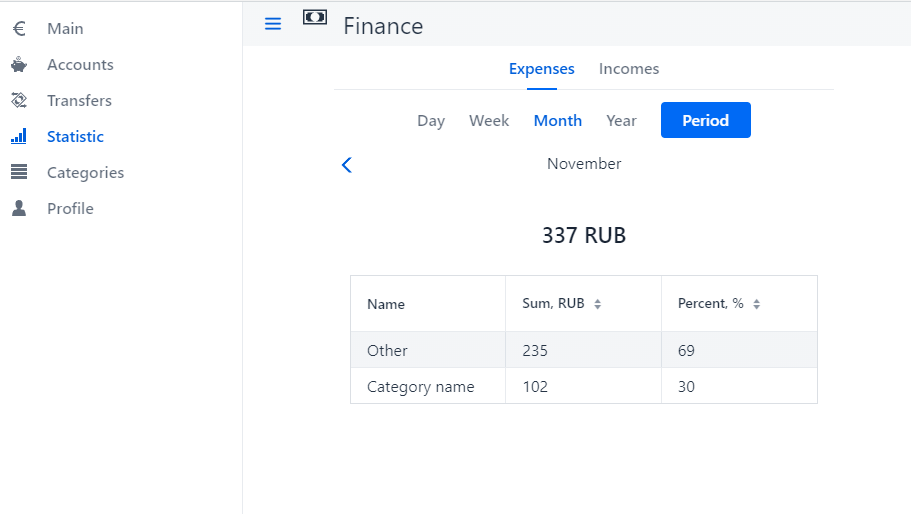 Main
Accounts
Transfers
Statistic
Categories
Profile
Finance
Expenses Incomes
Day Week Month Year Period
November
337 RUB
Name Sum, RUB Percent, %
Other 235 69
Category name 102 30